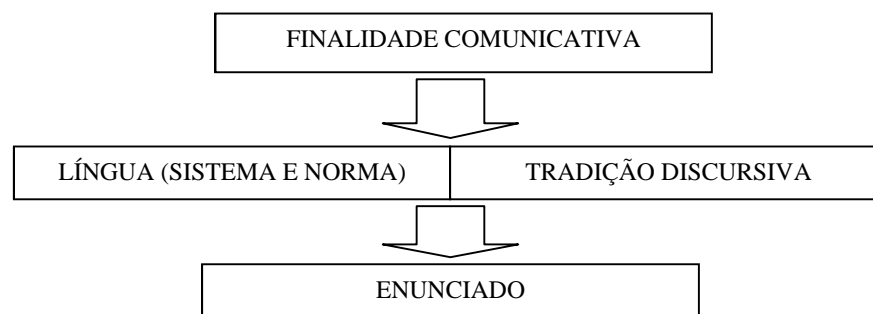 FINALIDADE COMUNICATIVA
LÍNGUA (SISTEMA E NORMA)
TRADIÇÃO DISCURSIVA
ENUNCIADO